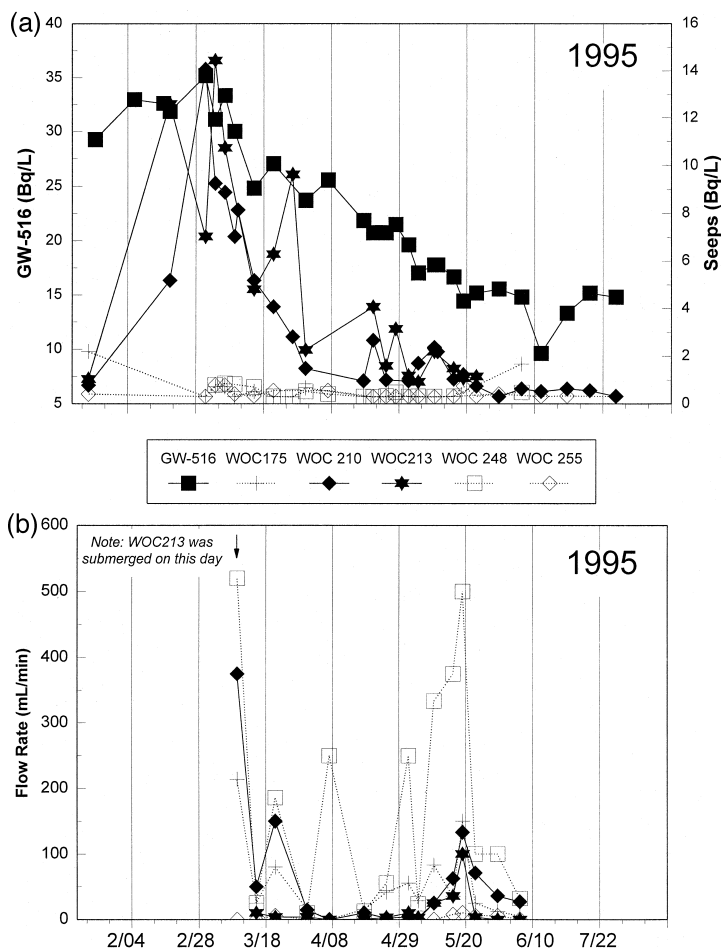 (a)
1995
40
35
30
25
20
15
10
5
GW-516 (Bq/L)
16
14
12
10
8
6
4
2
0
Seeps (Bq/L)
GW-516 WOC175 WOC 210 WOC213 WOC 248 WOC 255
(b)
600
500
400
300
200
100
0
Flow Rate (mL/min)
Note: WOC213 was
submerged on this day
1995
2/04 2/28 3/18 4/08 4/29 5/20 6/10 7/22